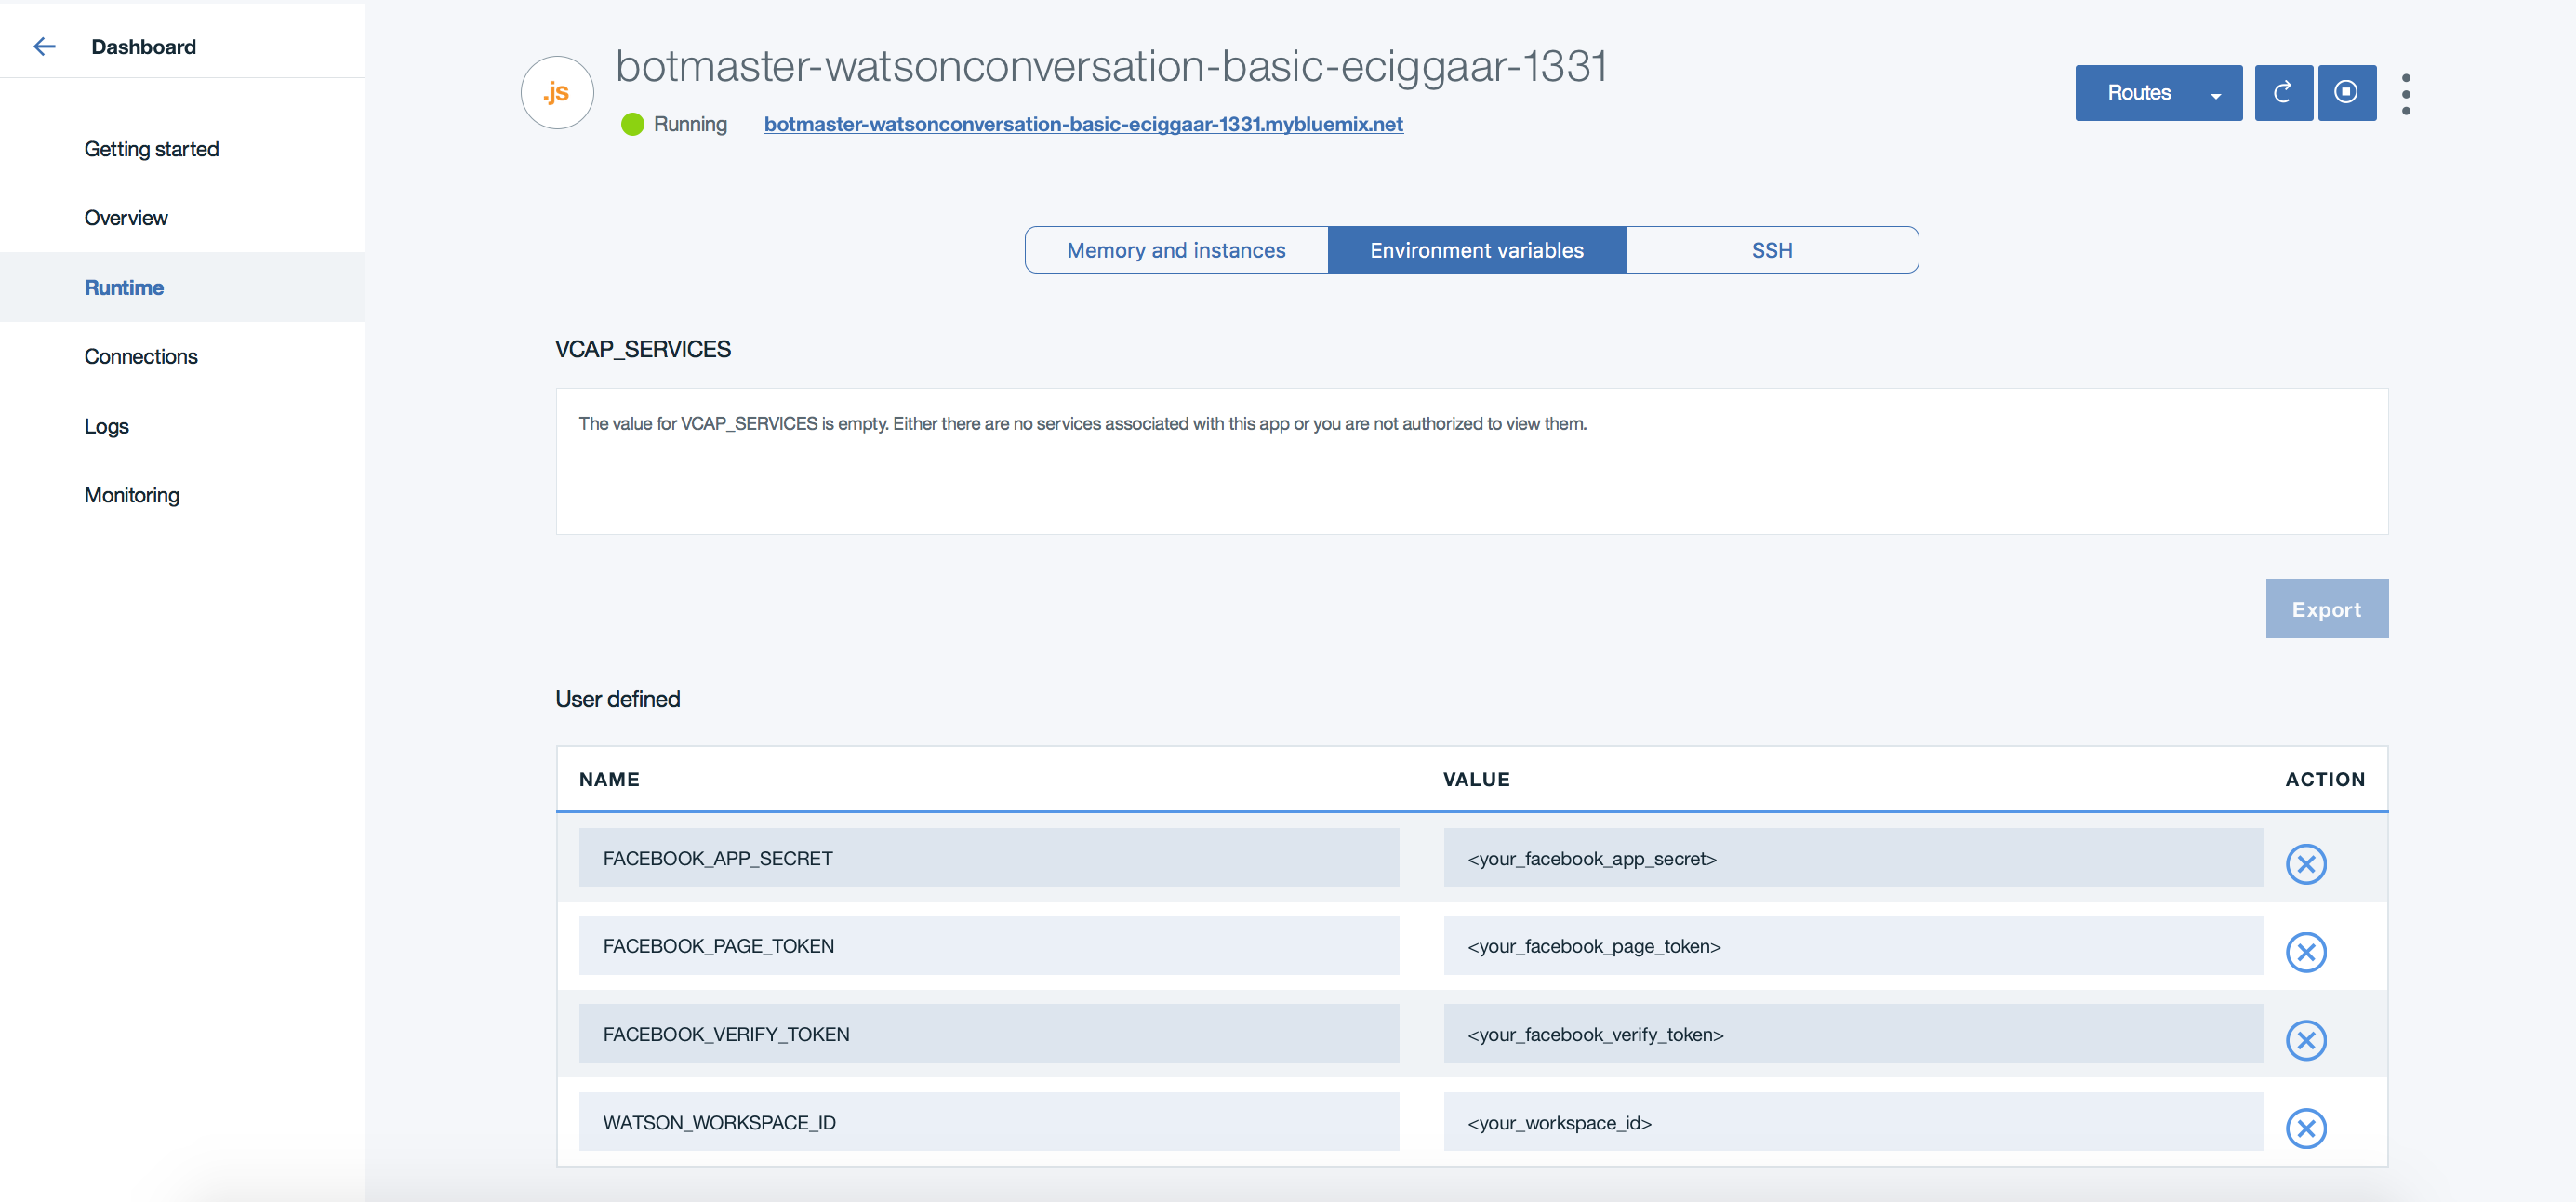 Dashboard
Getting started
Overview
Runtime
Connections
Logs
Monitoring
.js
botmaster-watsonconversation-basic-eciggaar-1331
Running botmaster-watsonconversation-basic-eciggaar-1331.mybluemix.net
Routes
Memory and instances Environment variables SSH
VCAP_SERVICES
The value for VCAP_SERVICES is empty. Either there are no services associated with this app or you are not authorized to view them.
Export
User defined
NAME VALUE ACTION
FACEBOOK_APP_SECRET <your_facebook_app_secret>
FACEBOOK_PAGE_TOKEN <your_facebook_page_token>
FACEBOOK_VERIFY_TOKEN <your_facebook_verify_token>
WATSON_WORKSPACE_ID <your_workspace_id>